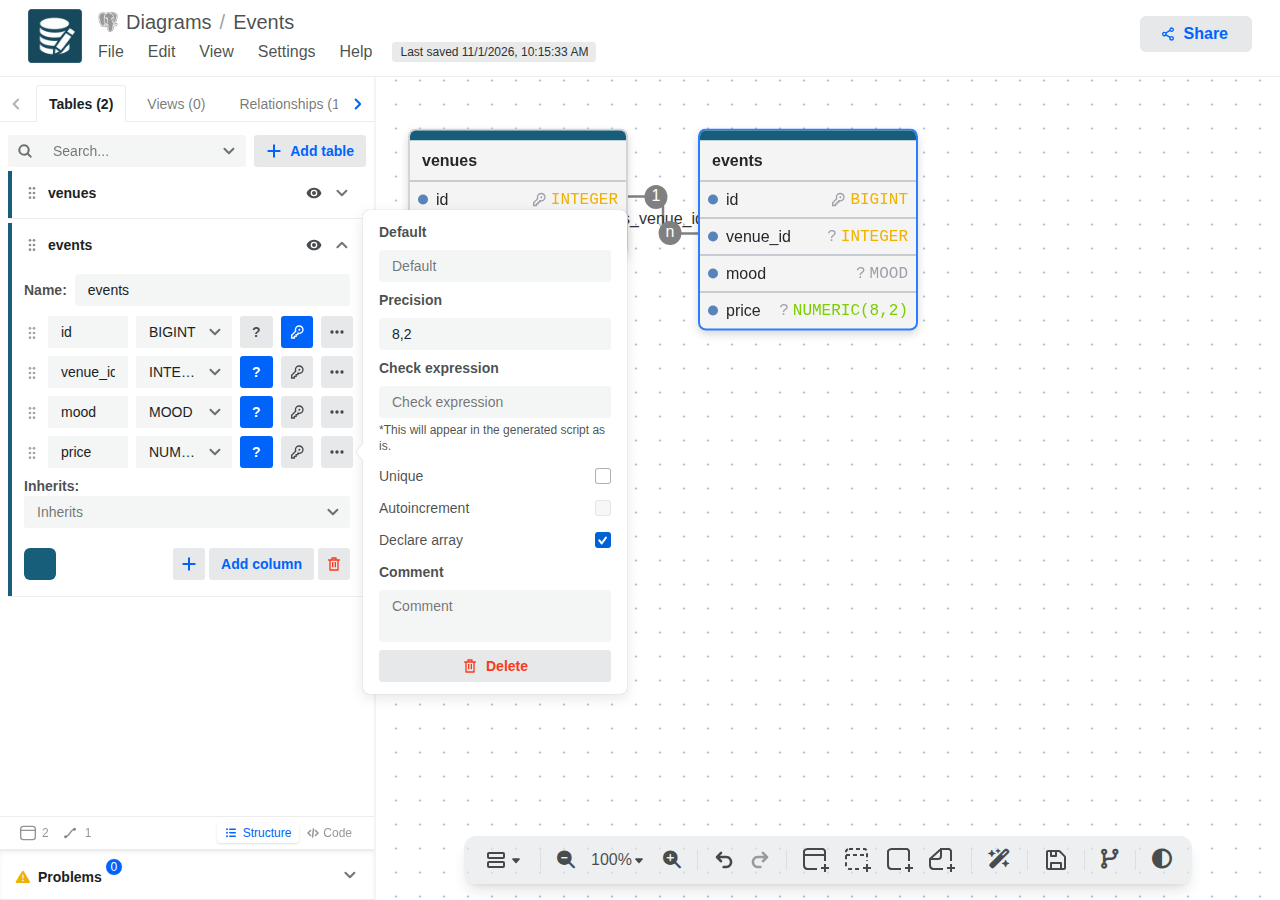 Diagrams / Events
File Edit View Settings Help Last saved 11/1/2026, 10:15:33 AM
Share
Tables (2) Views (0) Relationships (1
Search... Add table
venues
events
Name: events
id BIGINT ?
venue_id INTE... ?
mood MOOD ?
price NUM... ?
Inherits:
Inherits
Add column
2 1 Structure Code
Problems 0
Default
Default
Precision
8,2
Check expression
Check expression
*This will appear in the generated script as
is.
Unique
Autoincrement
Declare array
Comment
Comment
Delete
venues
id INTEGER
1
s_venue_id
n
events
id BIGINT
venue_id ? INTEGER
mood ? MOOD
price ? NUMERIC(8,2)
100%